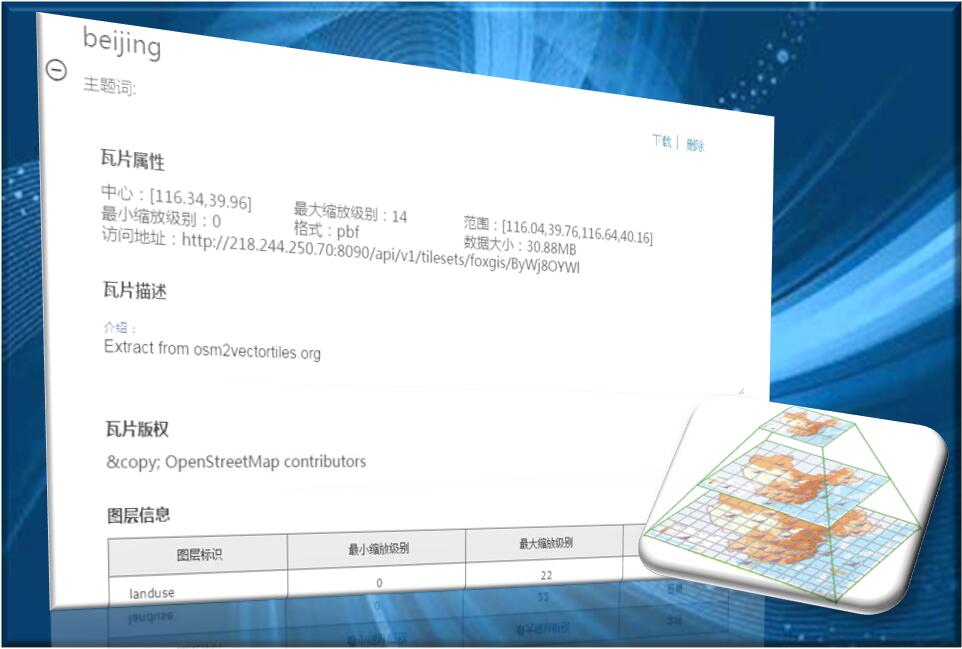 beijing
主题词:
下载 | 删除
瓦片属性
中心：[116.34,39.96]
最大缩放级别：14
范围：[116.04,39.76,116.64,40.16]
最小缩放级别：0
格式：pbf
数据大小：30.88MB
访问地址：http://218.244.250.70:8090/api/v1/tilesets/foxgis/ByWj8OYWl
瓦片描述
介绍：
Extract from osm2vectortiles.org
瓦片版权
&copy; OpenStreetMap contributors
图层信息
图层标识 最小缩放级别 最大缩放级别
landuse 0 22